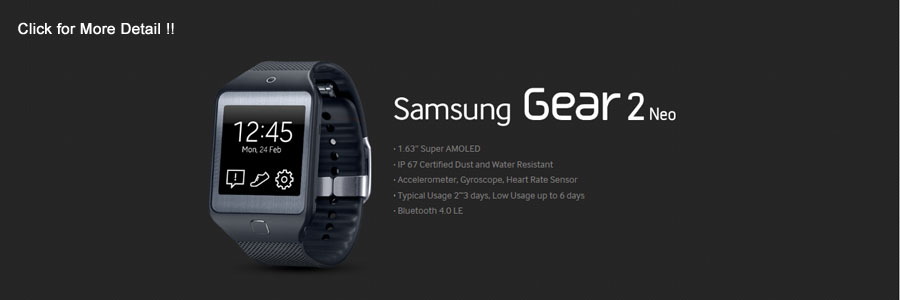 Click for More Detail !!
12:45
Mon, 24 Feb
Samsung Gear 2 Neo
· 1.63" Super AMOLED
· IP 67 Certified Dust and Water Resistant
· Accelerometer, Gyroscope, Heart Rate Sensor
· Typical Usage 2~3 days, Low Usage up to 6 days
· Bluetooth 4.0 LE